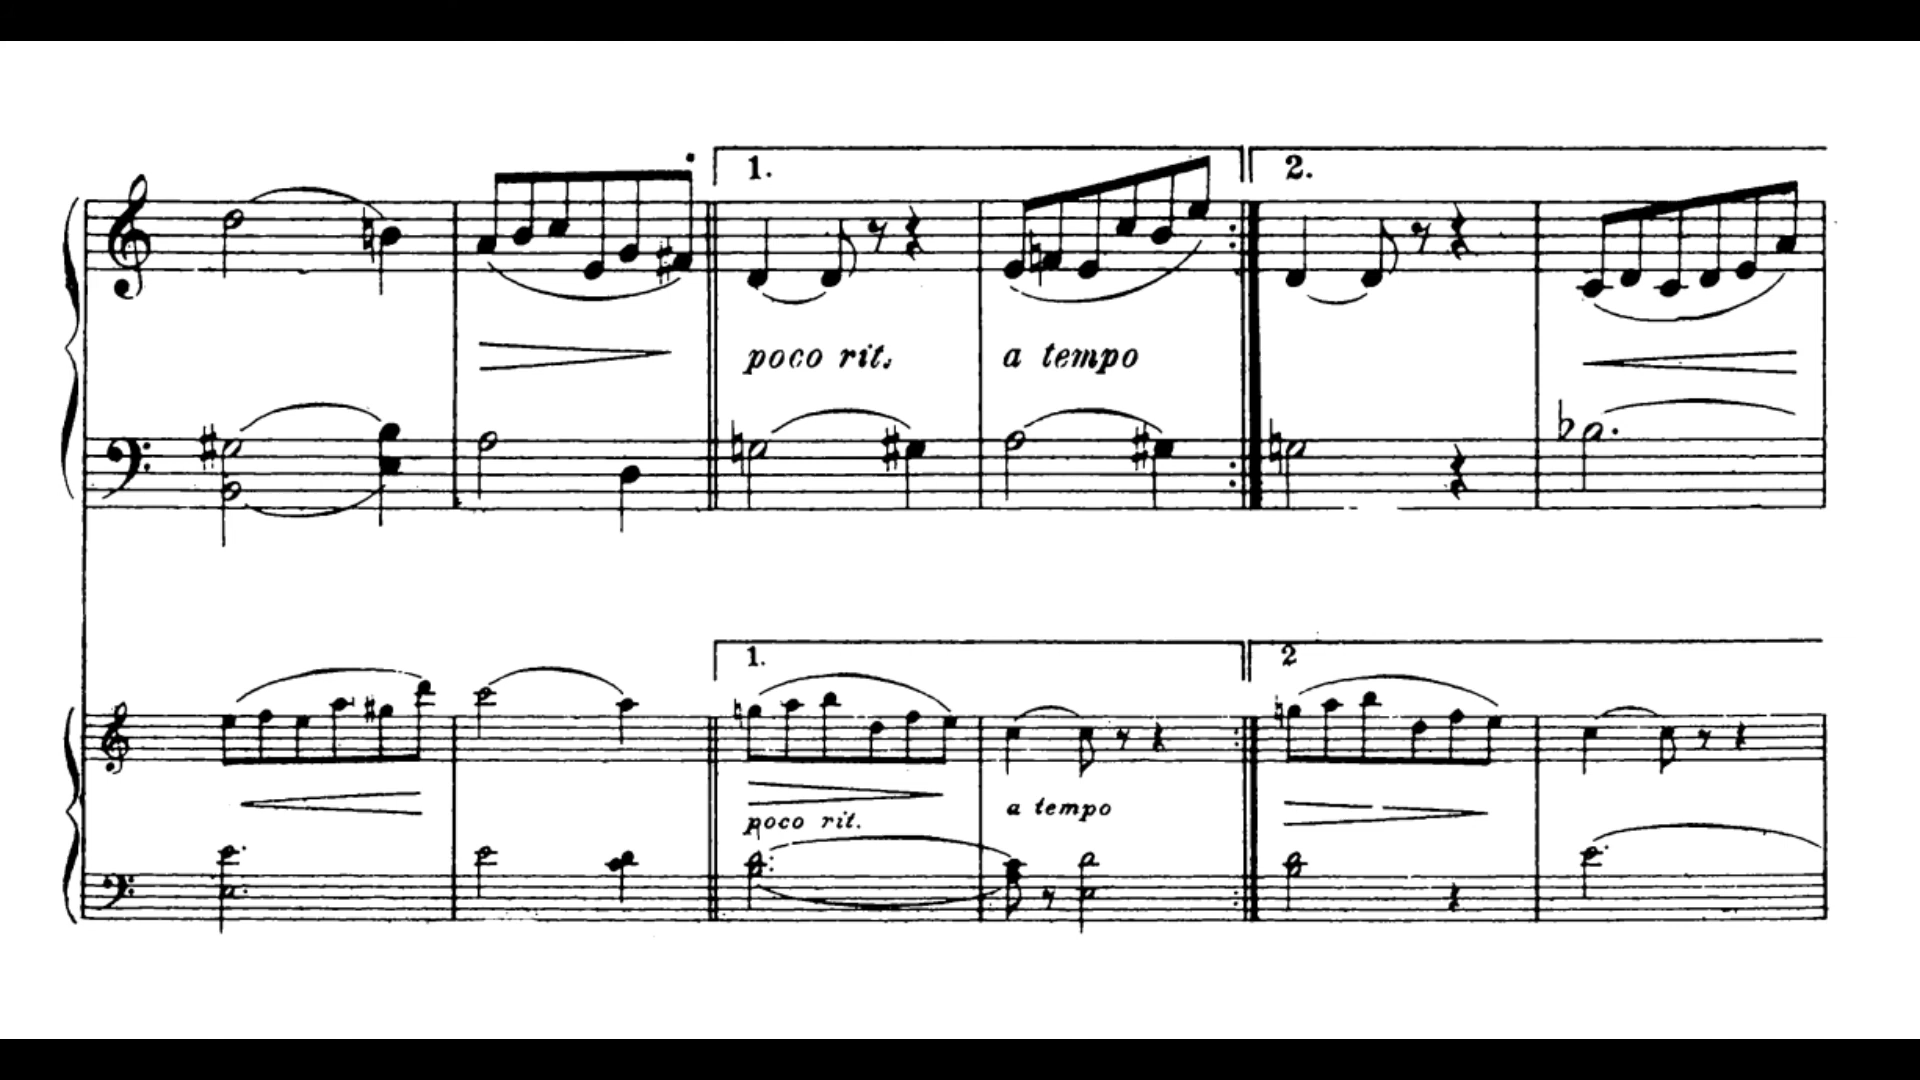 1. 2.
poco rit. a tempo
1. 2
a tempo
poco rit.